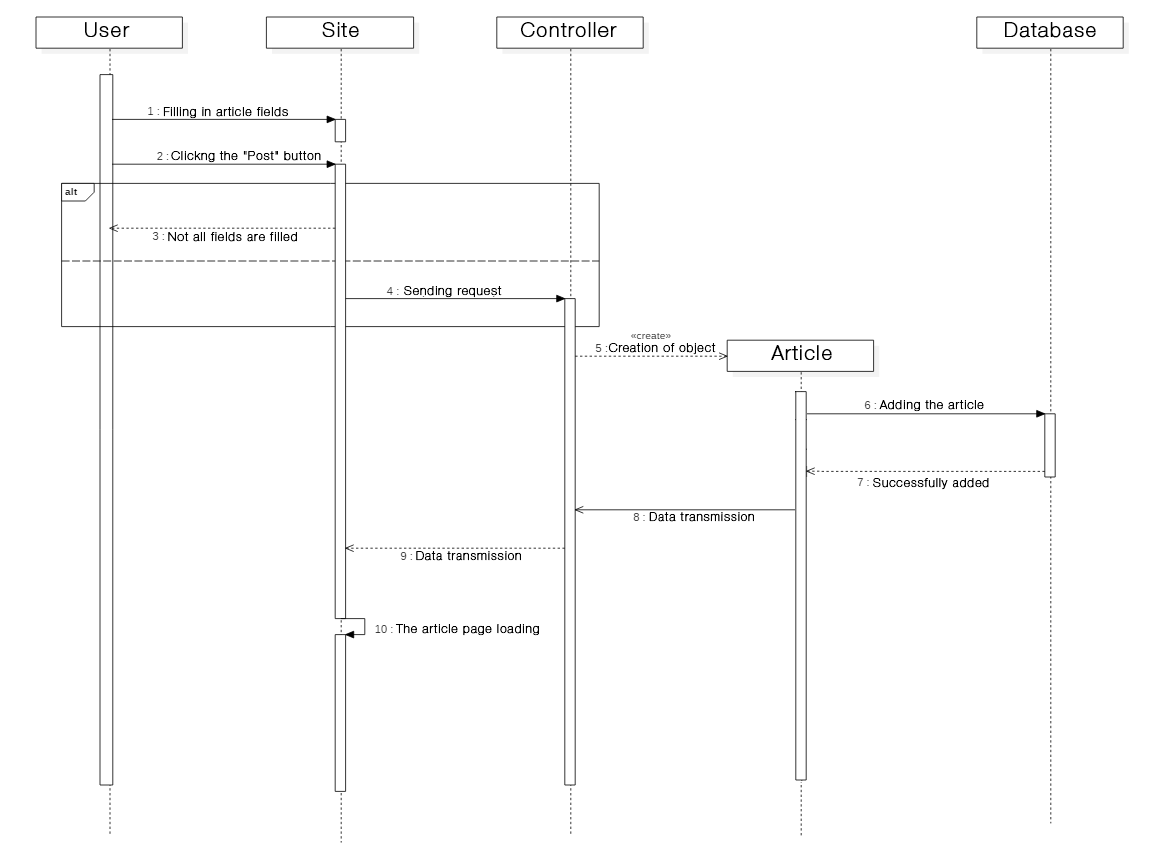 User
Site
Controller
Database
1 : Filling in article fields
2 : Clickng the "Post" button
alt
3 : Not all fields are filled
4 : Sending request
«create»
5 : Creation of object
Article
6 : Adding the article
7 : Successfully added
8 : Data transmission
9 : Data transmission
10 : The article page loading